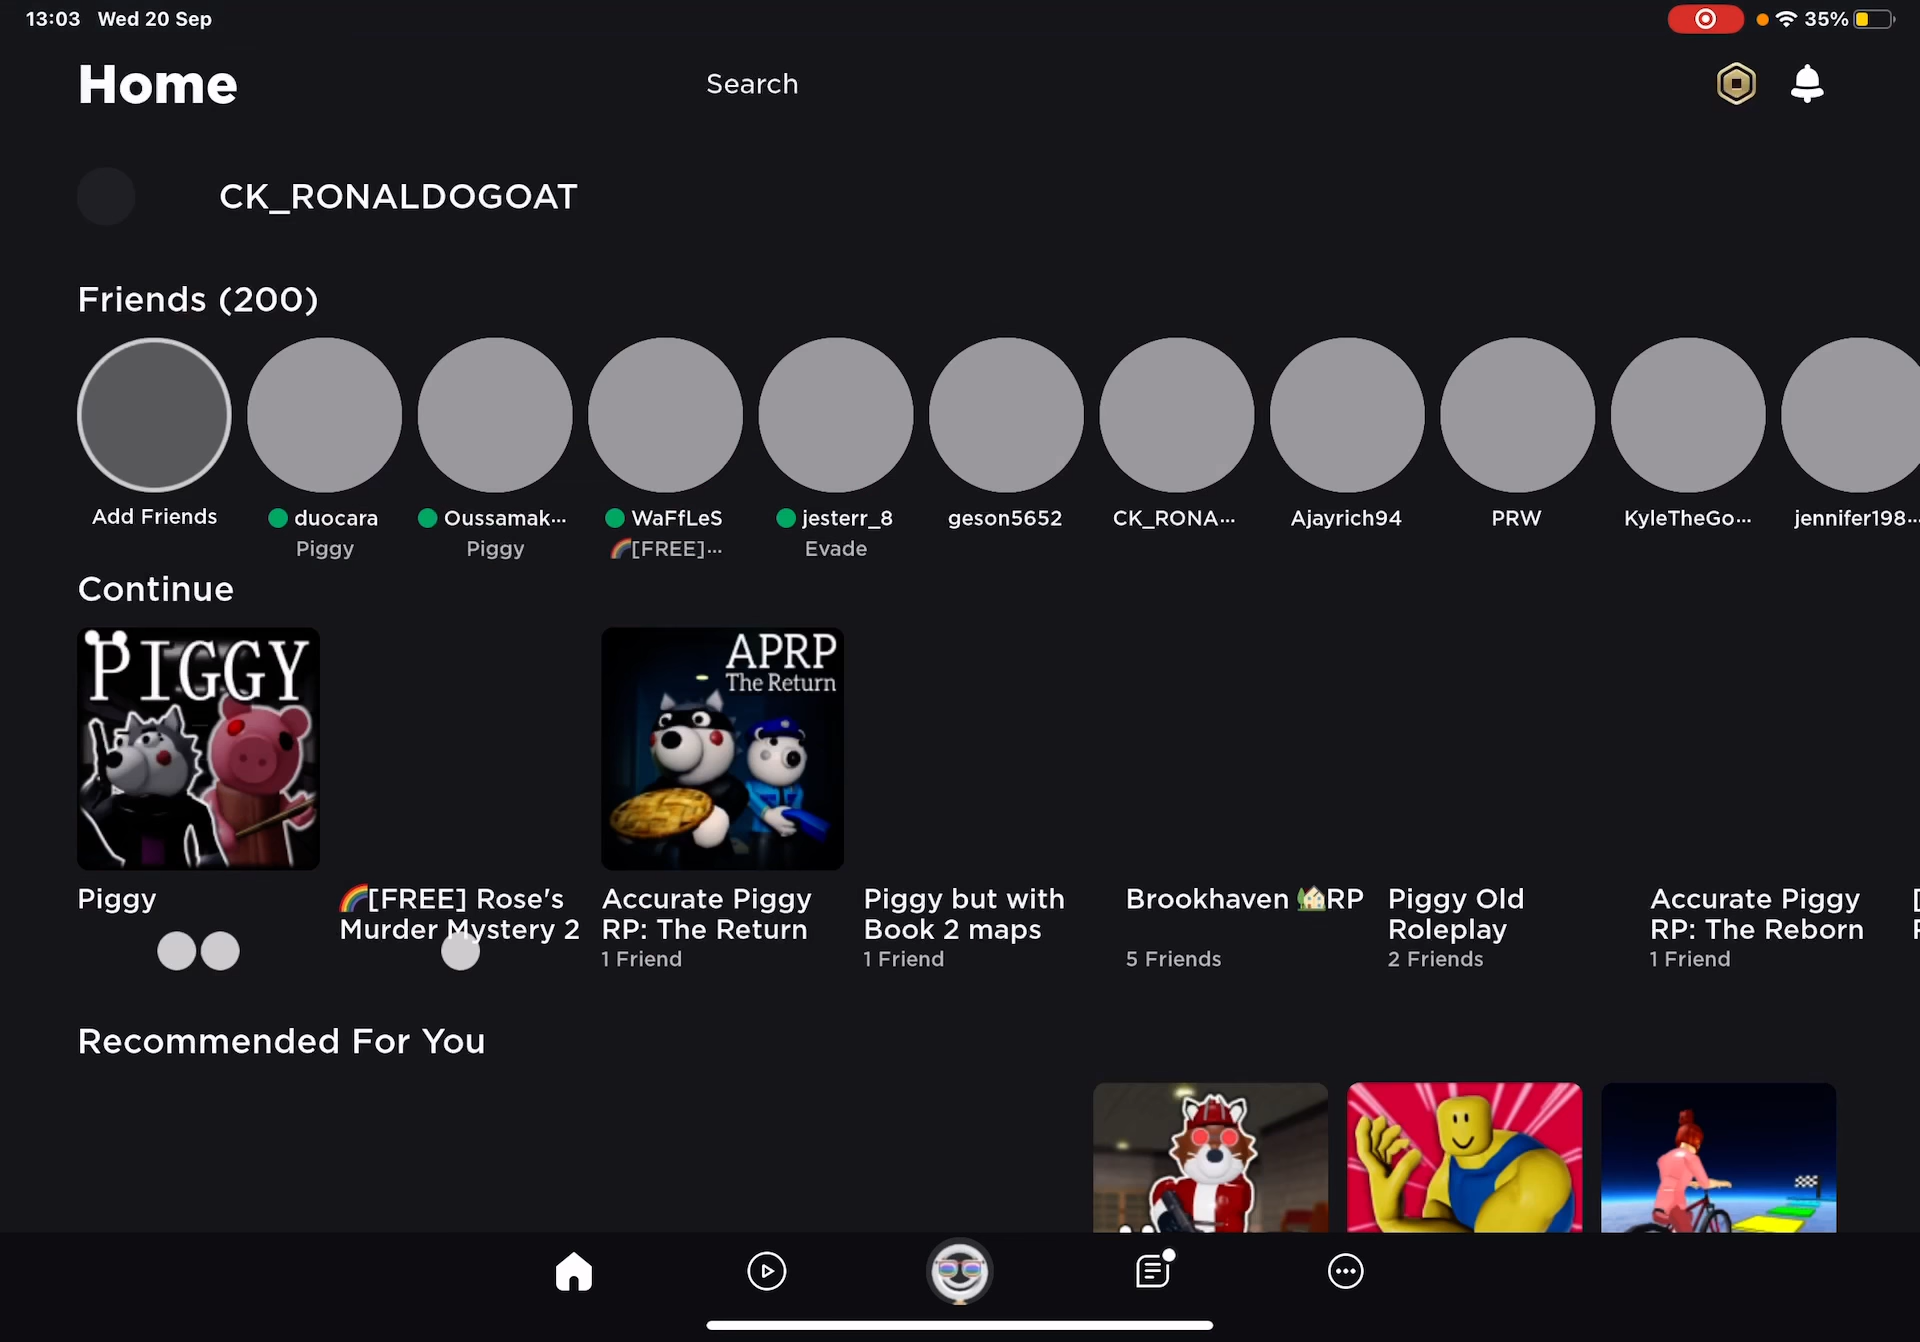 13:03 Wed 20 Sep
35%
Home
Search
CK_RONALDOGOAT
Friends (200)
Add Friends
duocara
Piggy
Oussamak...
Piggy
WaFfLeS
🌈[FREE]...
jesterr_8
Evade
geson5652
CK_RONA...
Ajayrich94
PRW
KyleTheGo...
jennifer198...
Continue
PIGGY
Piggy
🌈[FREE] Rose's
Murder Mystery 2
APRP
The Return
Accurate Piggy
RP: The Return
1 Friend
Piggy but with
Book 2 maps
1 Friend
Brookhaven 🏡RP
5 Friends
Piggy Old
Roleplay
2 Friends
Accurate Piggy
RP: The Reborn
1 Friend
Recommended For You